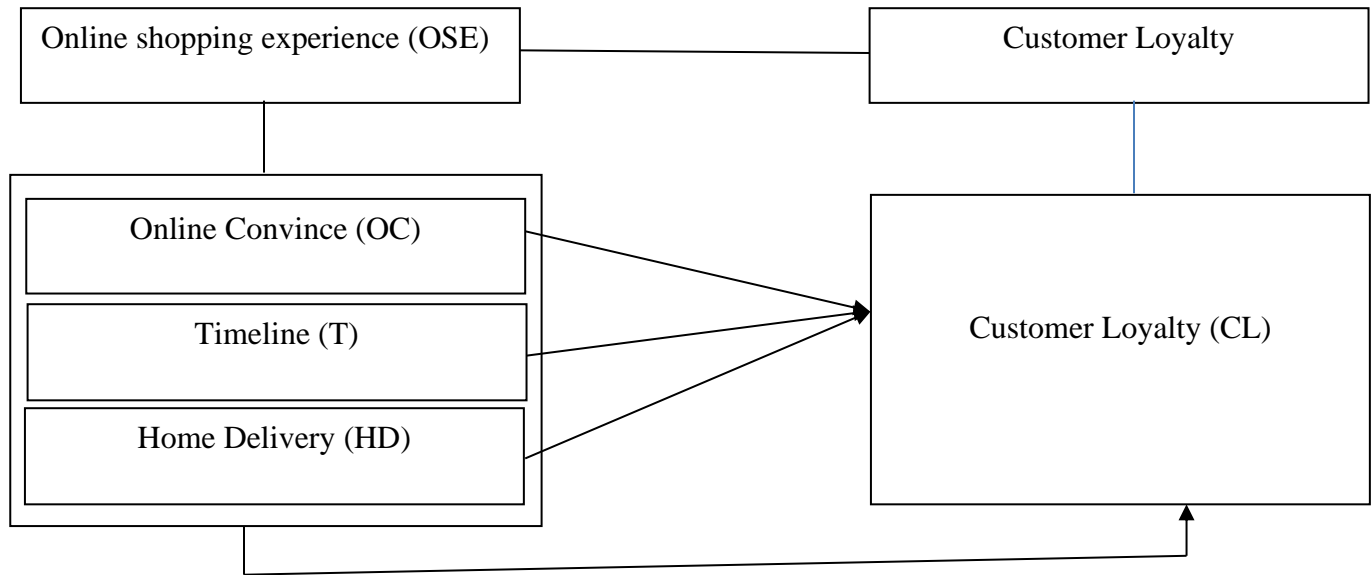 Online shopping experience (OSE)
Customer Loyalty
Online Convince (OC)
Timeline (T)
Customer Loyalty (CL)
Home Delivery (HD)